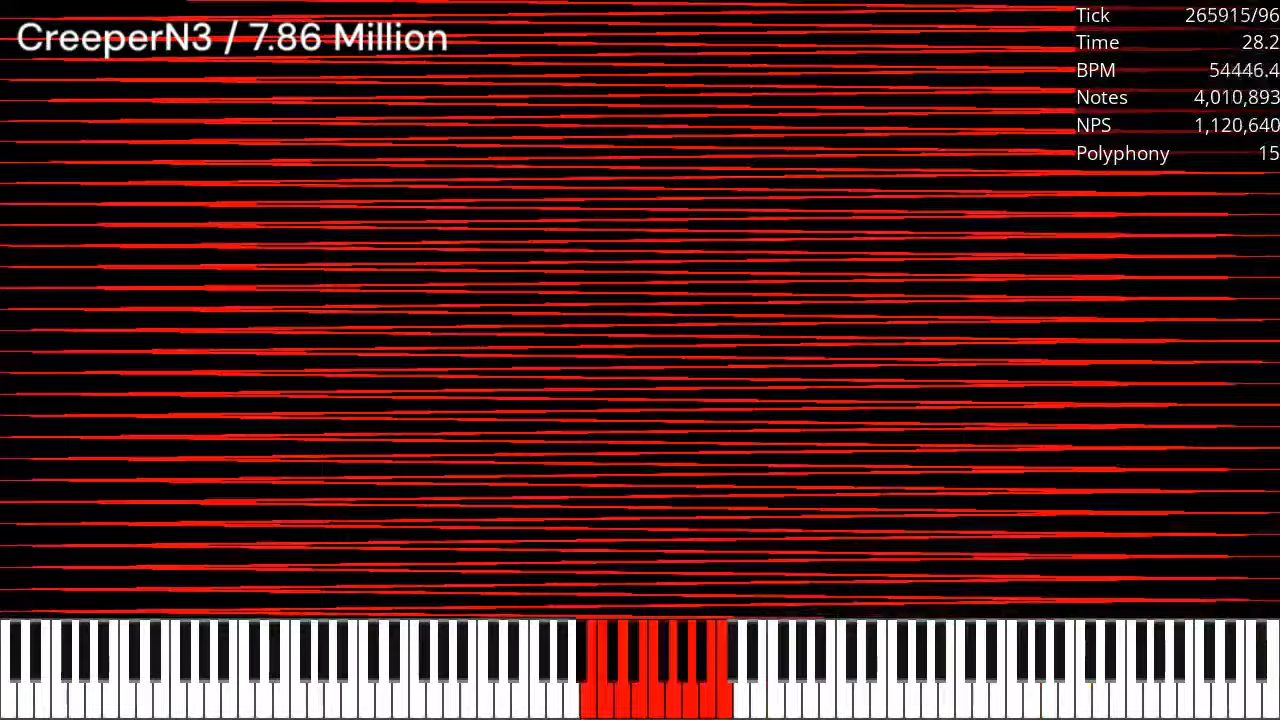 CreeperN3 / 7.86 Million
Tick 265915/96
Time 28.2
BPM 54446.4
Notes 4,010,893
NPS 1,120,640
Polyphony 15